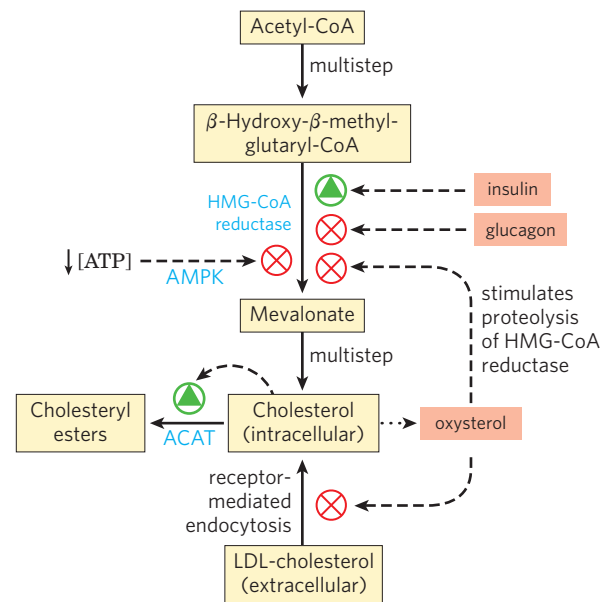 Acetyl-CoA
multistep
β-Hydroxy-β-methyl-
glutaryl-CoA
HMG-CoA
reductase
insulin
glucagon
↓[ATP]
AMPK
stimulates
proteolysis
of HMG-CoA
reductase
Mevalonate
multistep
Cholesteryl
esters
ACAT
Cholesterol
(intracellular)
oxysterol
receptor-
mediated
endocytosis
LDL-cholesterol
(extracellular)